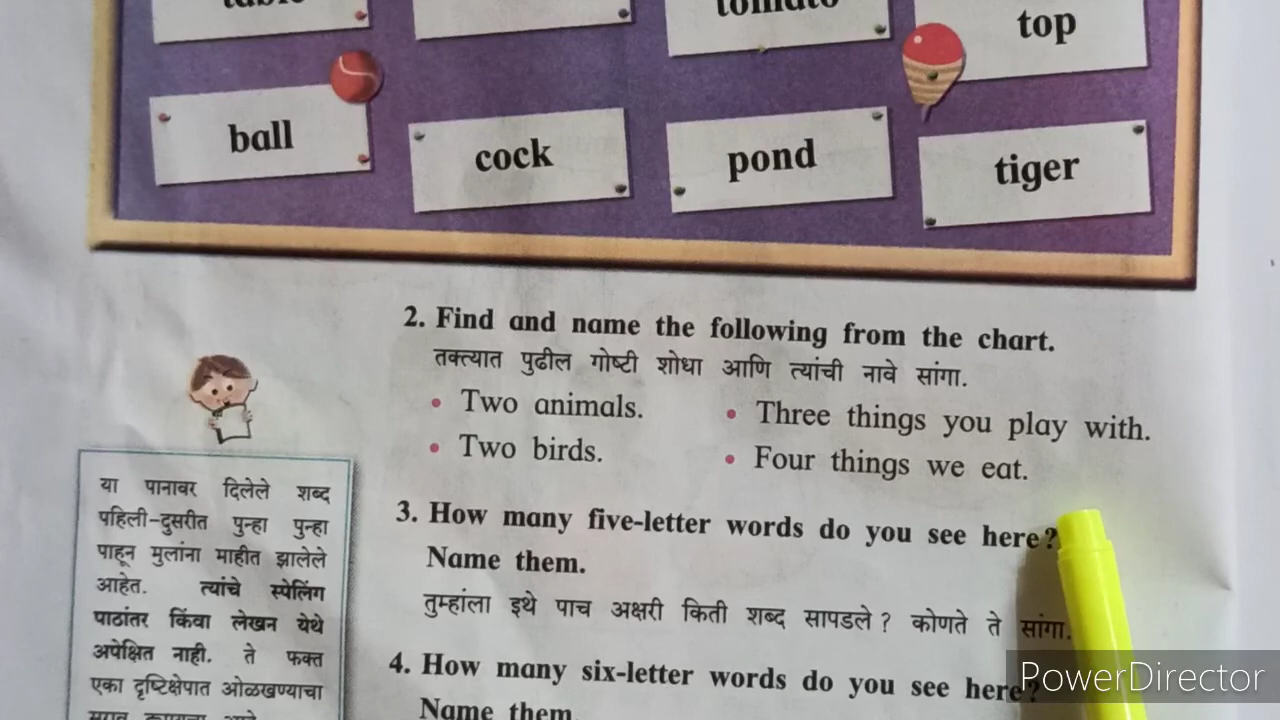 table
tomato
top
ball
cock
pond
tiger
2. Find and name the following from the chart.
तक्त्यात पुढील गोष्टी शोधा आणि त्यांची नावे सांगा.
• Two animals.
• Three things you play with.
• Two birds.
• Four things we eat.
3. How many five-letter words do you see here?
Name them.
तुम्हांला इथे पाच अक्षरी किती शब्द सापडले ? कोणते ते सांगा.
4. How many six-letter words do you see here?
Name them.
या पानावर दिलेले शब्द
पहिली-दुसरीत पुन्हा पुन्हा
पाहून मुलांना माहीत झालेले
आहेत. त्यांचे स्पेलिंग
पाठांतर किंवा लेखन येथे
अपेक्षित नाही. ते फक्त
एका दृष्टिक्षेपात ओळखण्याचा
PowerDirector